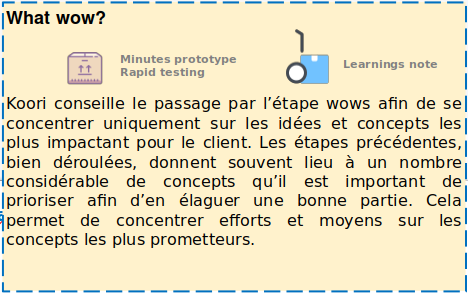 What wow?
Minutes prototype
Rapid testing
Learnings note
Koori conseille le passage par l’étape wows afin de se
concentrer uniquement sur les idées et concepts les
plus impactant pour le client. Les étapes précédentes,
bien déroulées, donnent souvent lieu à un nombre
considérable de concepts qu’il est important de
prioriser afin d’en élaguer une bonne partie. Cela
permet de concentrer efforts et moyens sur les
concepts les plus prometteurs.